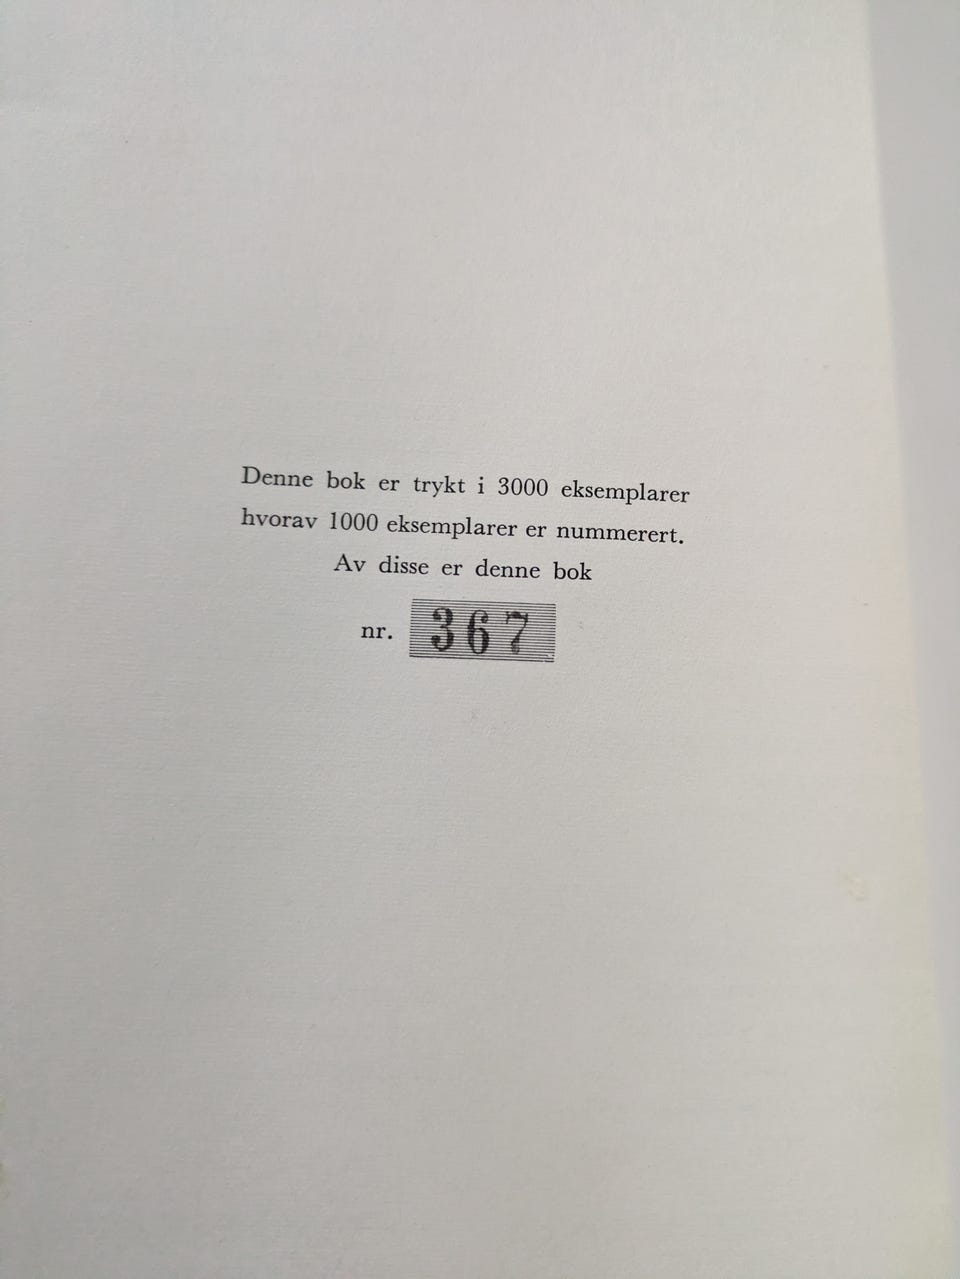 Denne bok er trykt i 3000 eksemplarer
hvorav 1000 eksemplarer er nummerert.
Av disse er denne bok
nr. 367